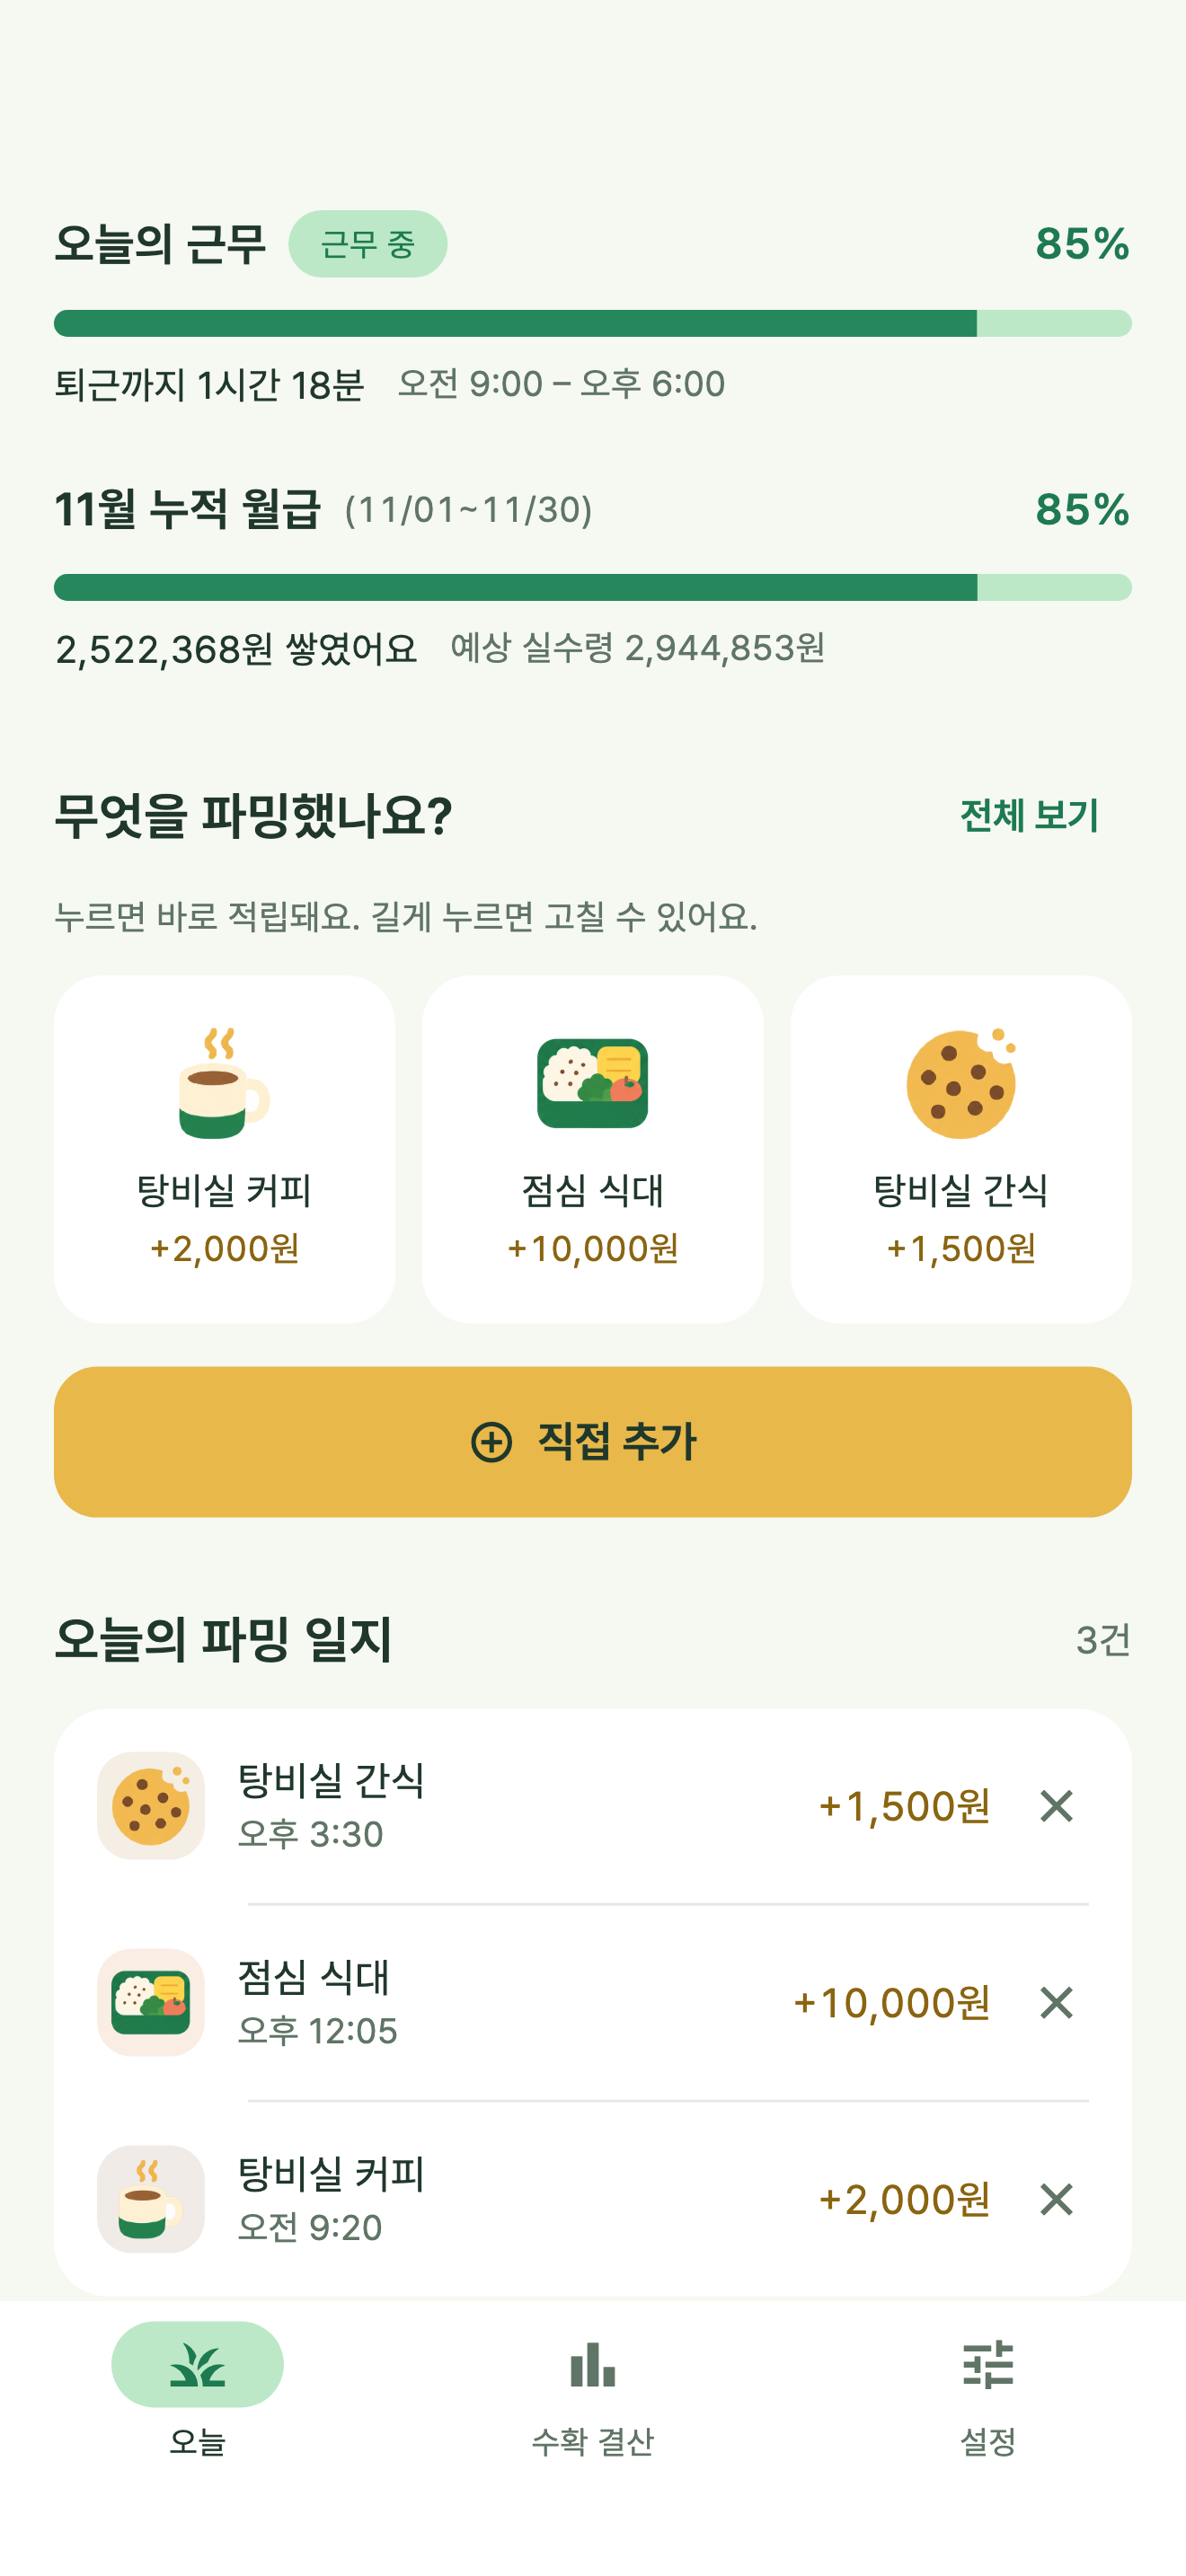 오늘의 근무 근무 중 85%
퇴근까지 1시간 18분 오전 9:00 – 오후 6:00
11월 누적 월급 (11/01~11/30) 85%
2,522,368원 쌓였어요 예상 실수령 2,944,853원
무엇을 파밍했나요? 전체 보기
누르면 바로 적립돼요. 길게 누르면 고칠 수 있어요.
탕비실 커피
+2,000원
점심 식대
+10,000원
탕비실 간식
+1,500원
직접 추가
오늘의 파밍 일지 3건
탕비실 간식
오후 3:30
+1,500원
점심 식대
오후 12:05
+10,000원
탕비실 커피
오전 9:20
+2,000원
오늘
수확 결산
설정